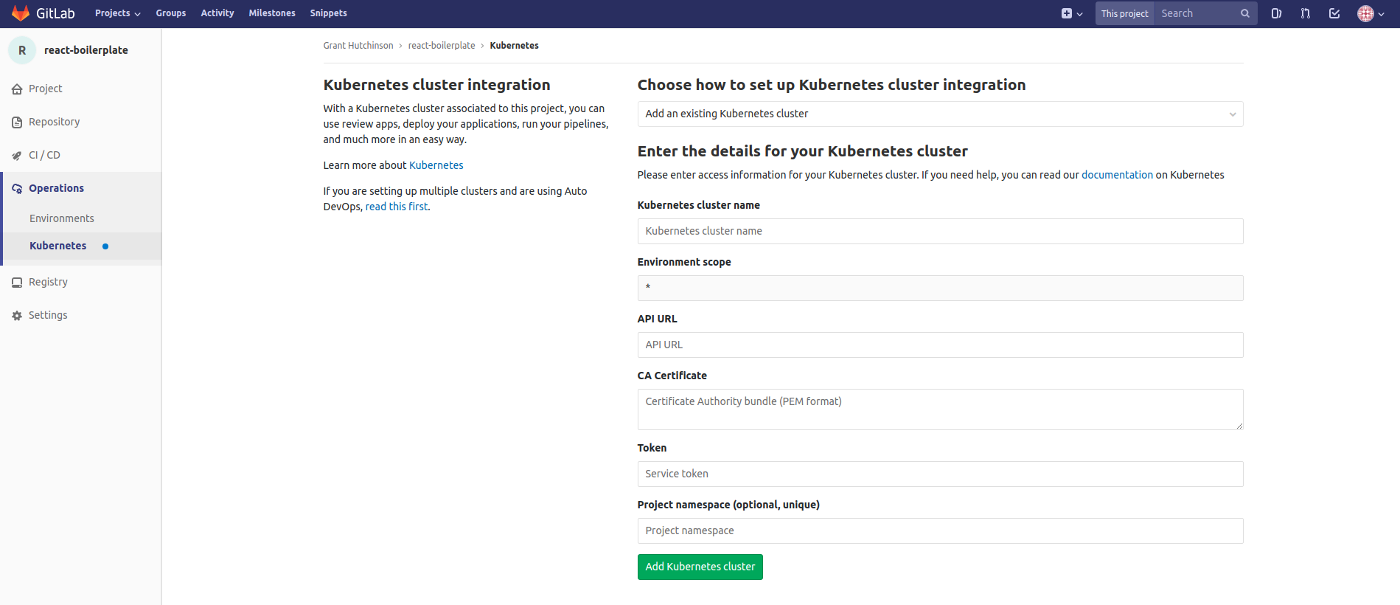 GitLab Projects Groups Activity Milestones Snippets This project Search
R react-boilerplate
Project
Repository
CI / CD
Operations
Environments
Kubernetes
Registry
Settings
Grant Hutchinson › react-boilerplate › Kubernetes
Kubernetes cluster integration
With a Kubernetes cluster associated to this project, you can
use review apps, deploy your applications, run your pipelines,
and much more in an easy way.
Learn more about Kubernetes
If you are setting up multiple clusters and are using Auto
DevOps, read this first.
Choose how to set up Kubernetes cluster integration
Add an existing Kubernetes cluster
Enter the details for your Kubernetes cluster
Please enter access information for your Kubernetes cluster. If you need help, you can read our documentation on Kubernetes
Kubernetes cluster name
Kubernetes cluster name
Environment scope
*
API URL
API URL
CA Certificate
Certificate Authority bundle (PEM format)
Token
Service token
Project namespace (optional, unique)
Project namespace
Add Kubernetes cluster